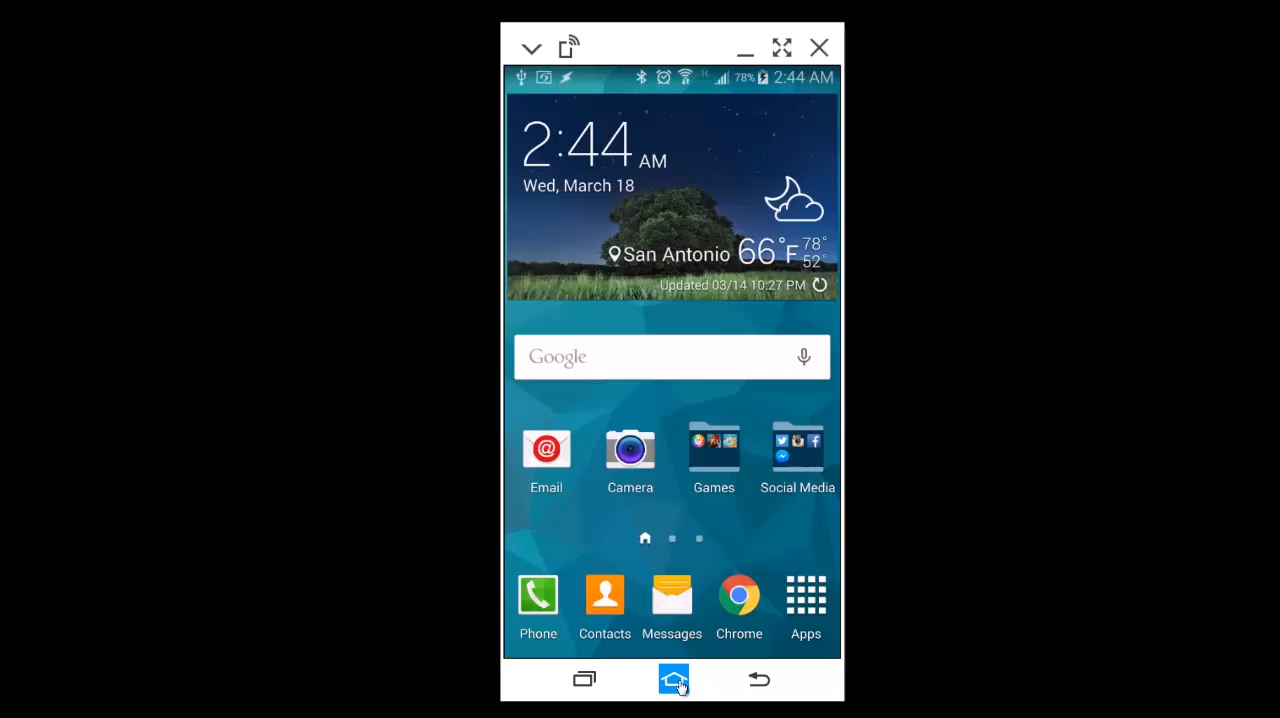 78% 2:44 AM
2:44 AM
Wed, March 18
San Antonio 66°F 78° 52°
Updated 03/14 10:27 PM
Google
Email Camera Games Social Media
Phone Contacts Messages Chrome Apps